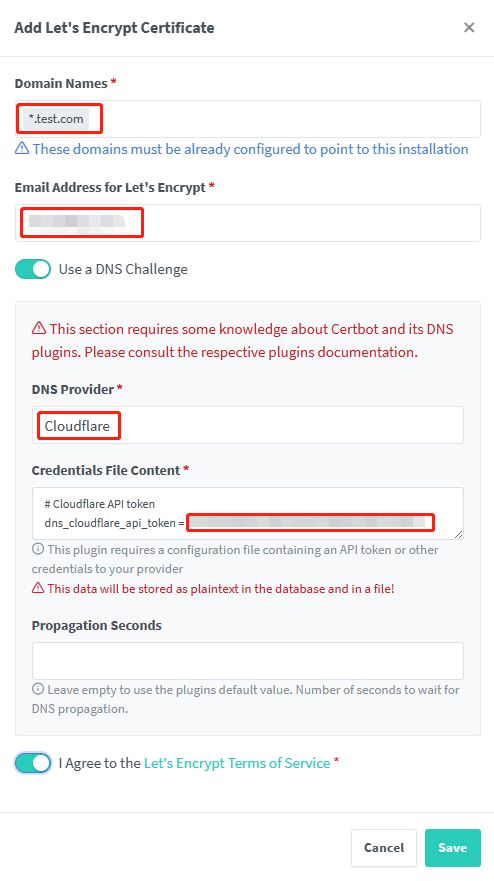 Add Let's Encrypt Certificate
Domain Names *
*.test.com
These domains must be already configured to point to this installation
Email Address for Let's Encrypt *
Use a DNS Challenge
This section requires some knowledge about Certbot and its DNS
plugins. Please consult the respective plugins documentation.
DNS Provider *
Cloudflare
Credentials File Content *
# Cloudflare API token
dns_cloudflare_api_token =
This plugin requires a configuration file containing an API token or other
credentials to your provider
This data will be stored as plaintext in the database and in a file!
Propagation Seconds
Leave empty to use the plugins default value. Number of seconds to wait for
DNS propagation.
I Agree to the Let's Encrypt Terms of Service *
Cancel
Save